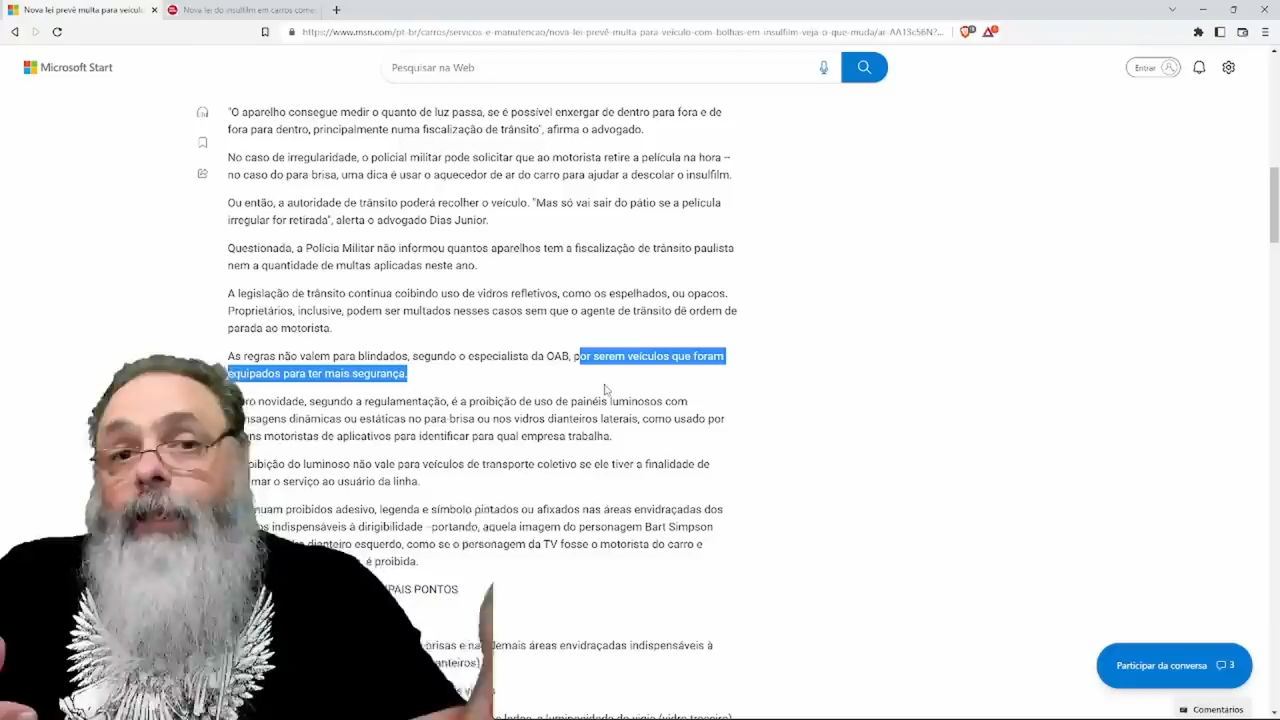 Nova lei prevê multa para veícul
Nova lei do insulfilm em carros come
https://www.msn.com/pt-br/carros/servicos-e-manutencao/nova-lei-prevê-multa-para-veículo-com-bolhas-em-insulfilm-veja-o-que-muda/ar-AA13c56N?...
Microsoft Start
Pesquisar na Web
Entrar
"O aparelho consegue medir o quanto de luz passa, se é possível enxergar de dentro para fora e de
fora para dentro, principalmente numa fiscalização de trânsito", afirma o advogado.
No caso de irregularidade, o policial militar pode solicitar que ao motorista retire a película na hora –
no caso do para brisa, uma dica é usar o aquecedor de ar do carro para ajudar a descolar o insulfilm.
Ou então, a autoridade de trânsito poderá recolher o veículo. "Mas só vai sair do pátio se a película
irregular for retirada", alerta o advogado Dias Junior.
Questionada, a Polícia Militar não informou quantos aparelhos tem a fiscalização de trânsito paulista
nem a quantidade de multas aplicadas neste ano.
A legislação de trânsito continua coibindo uso de vidros refletivos, como os espelhados, ou opacos.
Proprietários, inclusive, podem ser multados nesses casos sem que o agente de trânsito dê ordem de
parada ao motorista.
As regras não valem para blindados, segundo o especialista da OAB, por serem veículos que foram
equipados para ter mais segurança.
novidade, segundo a regulamentação, é a proibição de uso de painéis luminosos com
dinâmicas ou estáticas no para-brisa ou nos vidros dianteiros laterais, como usado por
motoristas de aplicativos para identificar para qual empresa trabalha.
do luminoso não vale para veículos de transporte coletivo se ele tiver a finalidade de
o serviço ao usuário da linha.
proibidos adesivo, legenda e símbolo pintados ou afixados nas áreas envidraçadas dos
indispensáveis à dirigibilidade –portando, aquela imagem do personagem Bart Simpson
dianteiro esquerdo, como se o personagem da TV fosse o motorista do carro e
é proibida.
PONTOS
e demais áreas envidraçadas indispensáveis à
Participar da conversa 3
Comentários